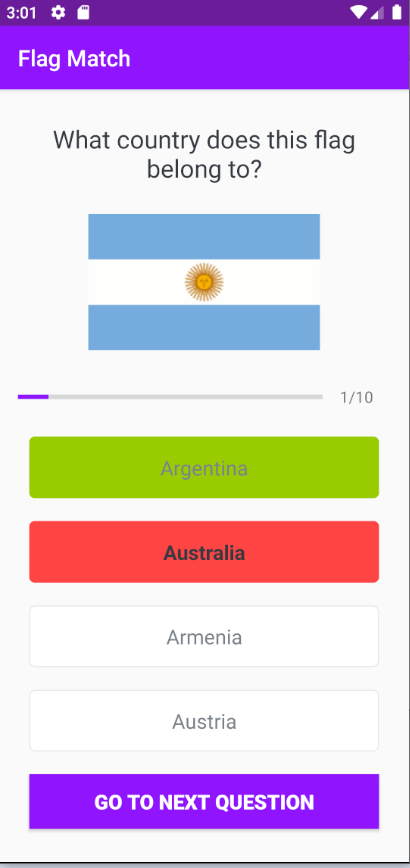 3:01
Flag Match
What country does this flag
belong to?
1/10
Argentina
Australia
Armenia
Austria
GO TO NEXT QUESTION